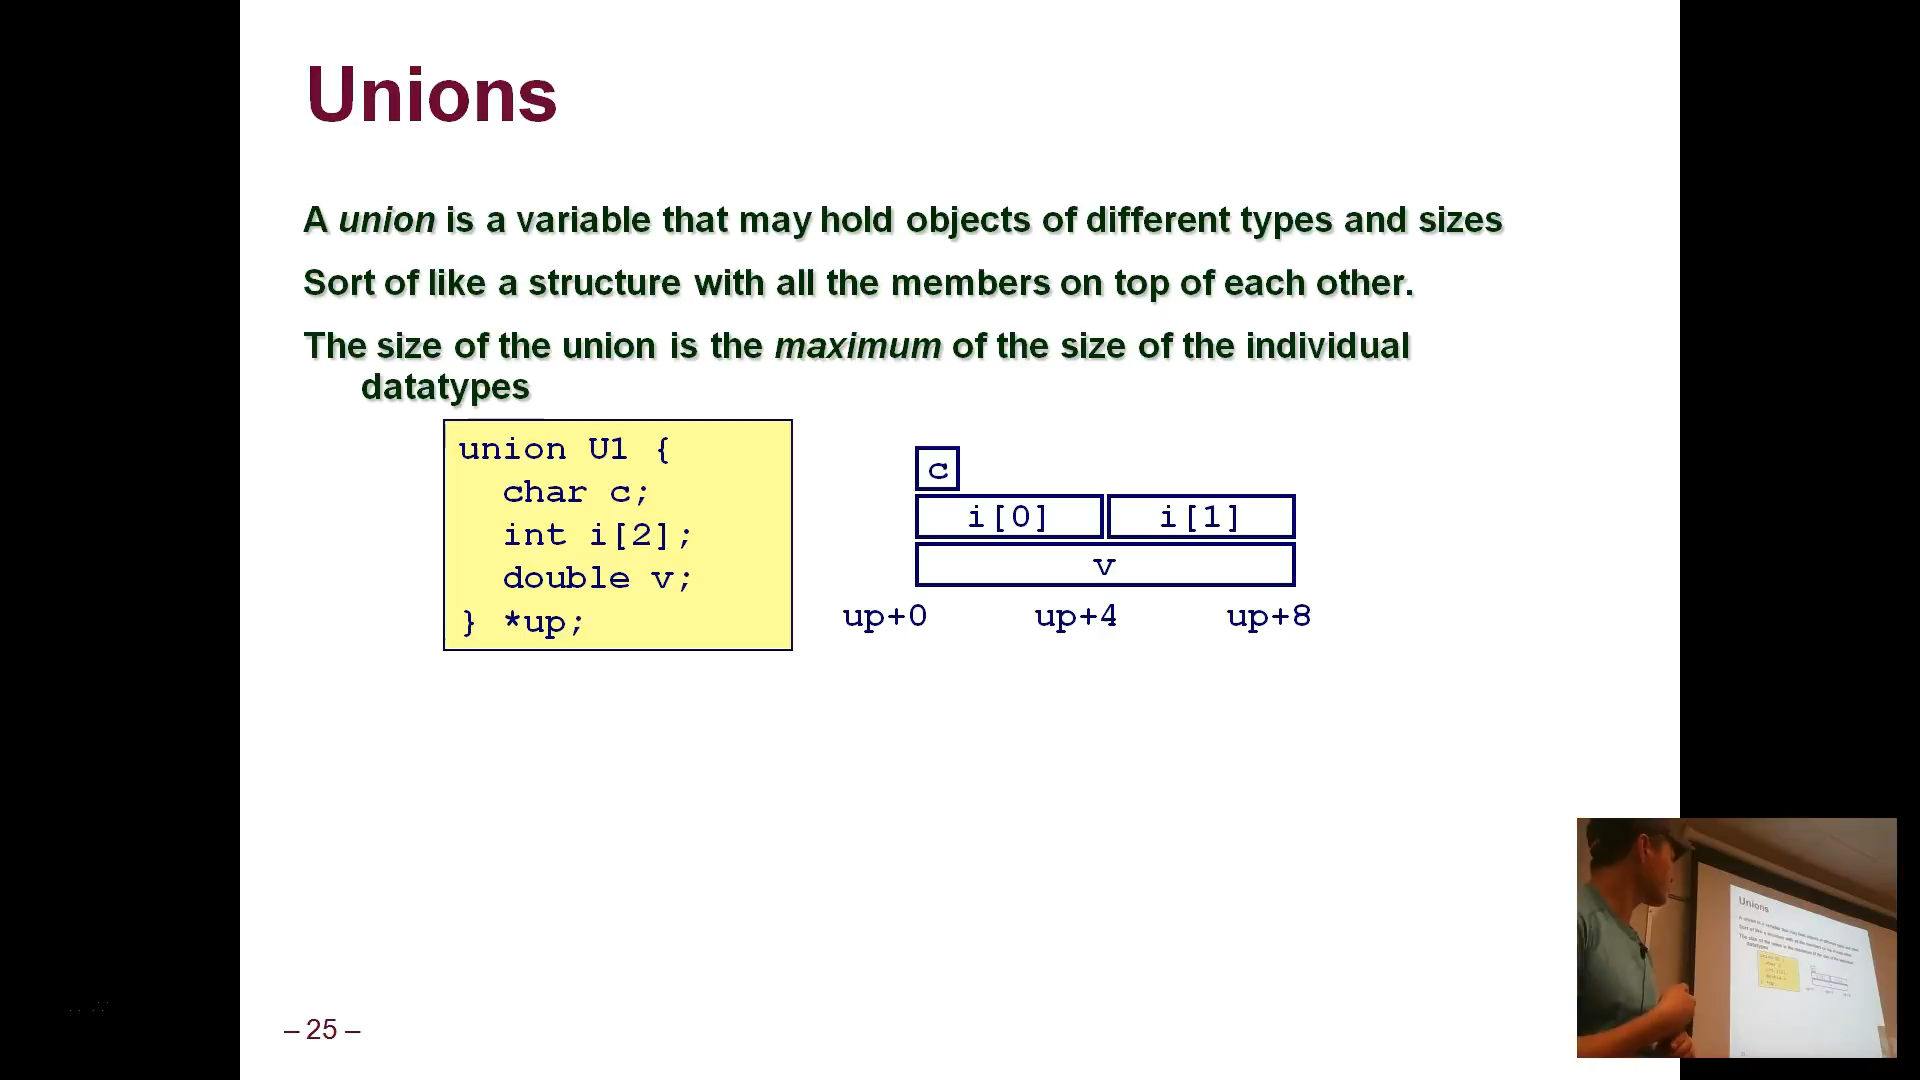 Unions
A union is a variable that may hold objects of different types and sizes
Sort of like a structure with all the members on top of each other.
The size of the union is the maximum of the size of the individual
datatypes
union U1 {
char c;
int i[2];
double v;
} *up;
c
i[0] i[1]
v
up+0 up+4 up+8
– 25 –
Unions